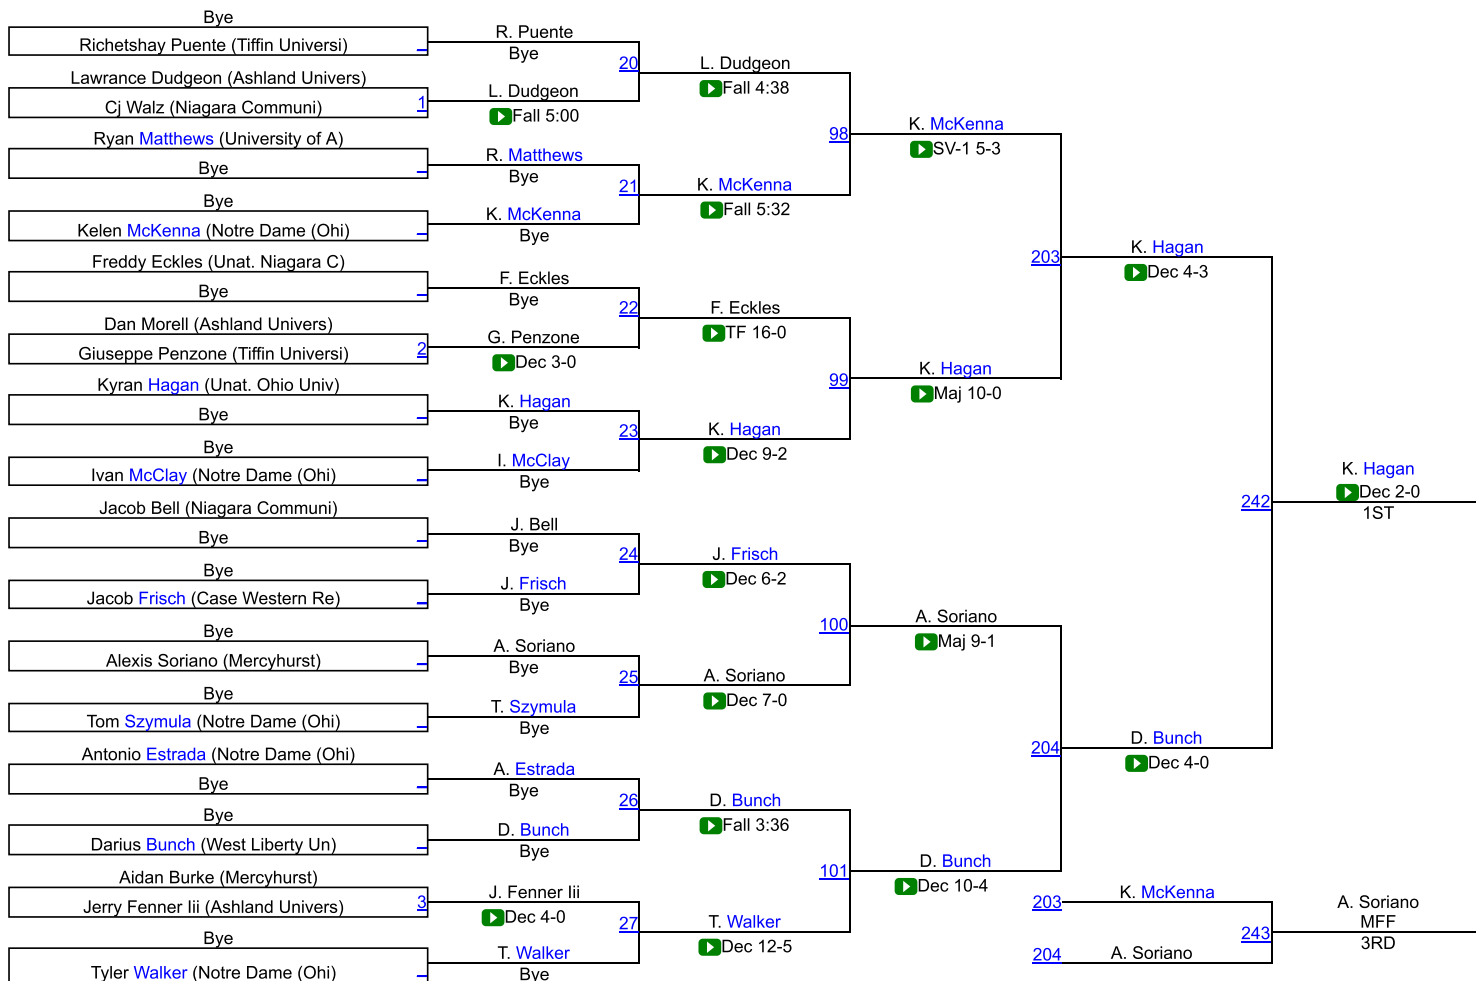 Bye
Richetshay Puente (Tiffin Universi)
Lawrance Dudgeon (Ashland Univers)
Cj Walz (Niagara Communi)
1
Ryan Matthews (University of A)
Bye
Bye
Kelen McKenna (Notre Dame (Ohi)
Freddy Eckles (Unat. Niagara C)
Bye
Dan Morell (Ashland Univers)
Giuseppe Penzone (Tiffin Universi)
2
Kyran Hagan (Unat. Ohio Univ)
Bye
Bye
Ivan McClay (Notre Dame (Ohi)
Jacob Bell (Niagara Communi)
Bye
Bye
Jacob Frisch (Case Western Re)
Bye
Alexis Soriano (Mercyhurst)
Bye
Tom Szymula (Notre Dame (Ohi)
Antonio Estrada (Notre Dame (Ohi)
Bye
Bye
Darius Bunch (West Liberty Un)
Aidan Burke (Mercyhurst)
Jerry Fenner Iii (Ashland Univers)
3
Bye
Tyler Walker (Notre Dame (Ohi)
R. Puente
Bye
20
L. Dudgeon
Fall 5:00
R. Matthews
Bye
21
K. McKenna
Bye
F. Eckles
Bye
22
G. Penzone
Dec 3-0
K. Hagan
Bye
23
I. McClay
Bye
J. Bell
Bye
24
J. Frisch
Bye
A. Soriano
Bye
25
T. Szymula
Bye
A. Estrada
Bye
26
D. Bunch
Bye
J. Fenner Iii
Dec 4-0
27
T. Walker
Bye
L. Dudgeon
Fall 4:38
98
K. McKenna
Fall 5:32
F. Eckles
TF 16-0
99
K. Hagan
Dec 9-2
J. Frisch
Dec 6-2
100
A. Soriano
Dec 7-0
D. Bunch
Fall 3:36
101
T. Walker
Dec 12-5
K. McKenna
SV-1 5-3
203
K. Hagan
Maj 10-0
A. Soriano
Maj 9-1
204
D. Bunch
Dec 10-4
K. Hagan
Dec 4-3
242
D. Bunch
Dec 4-0
K. Hagan
Dec 2-0
1ST
203
K. McKenna
243
204
A. Soriano
A. Soriano
MFF
3RD